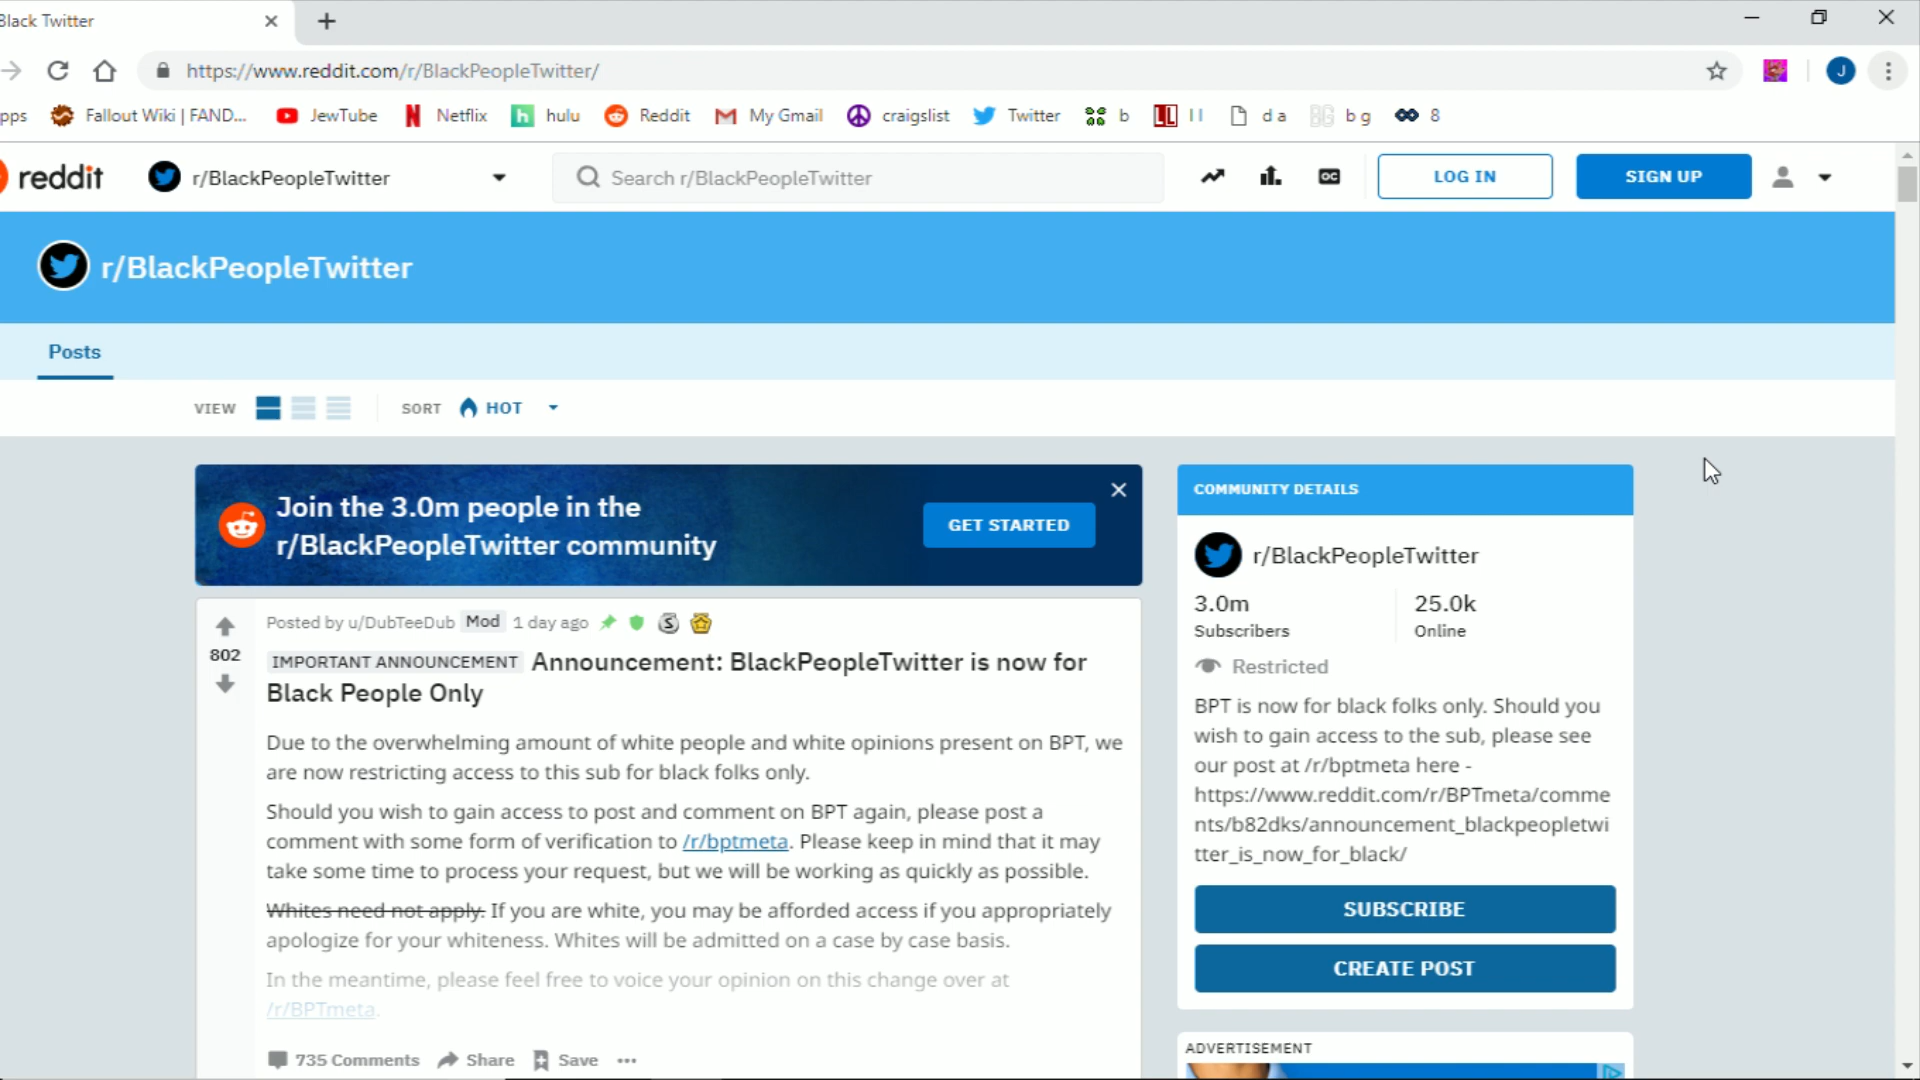 Black Twitter
https://www.reddit.com/r/BlackPeopleTwitter/
J
pps Fallout Wiki | FAND... JewTube Netflix hulu Reddit My Gmail craigslist Twitter b l l d a b g 8
reddit r/BlackPeopleTwitter Search r/BlackPeopleTwitter OC LOG IN SIGN UP
r/BlackPeopleTwitter
Posts
VIEW SORT HOT
Join the 3.0m people in the
r/BlackPeopleTwitter community
GET STARTED
Posted by u/DubTeeDub Mod 1 day ago
802
IMPORTANT ANNOUNCEMENT Announcement: BlackPeopleTwitter is now for
Black People Only
Due to the overwhelming amount of white people and white opinions present on BPT, we
are now restricting access to this sub for black folks only.
Should you wish to gain access to post and comment on BPT again, please post a
comment with some form of verification to /r/bptmeta. Please keep in mind that it may
take some time to process your request, but we will be working as quickly as possible.
Whites need not apply. If you are white, you may be afforded access if you appropriately
apologize for your whiteness. Whites will be admitted on a case by case basis.
In the meantime, please feel free to voice your opinion on this change over at
/r/BPTmeta.
735 Comments Share Save
COMMUNITY DETAILS
r/BlackPeopleTwitter
3.0m 25.0k
Subscribers Online
Restricted
BPT is now for black folks only. Should you
wish to gain access to the sub, please see
our post at /r/bptmeta here -
https://www.reddit.com/r/BPTmeta/comme
nts/b82dks/announcement_blackpeopletwi
tter_is_now_for_black/
SUBSCRIBE
CREATE POST
ADVERTISEMENT